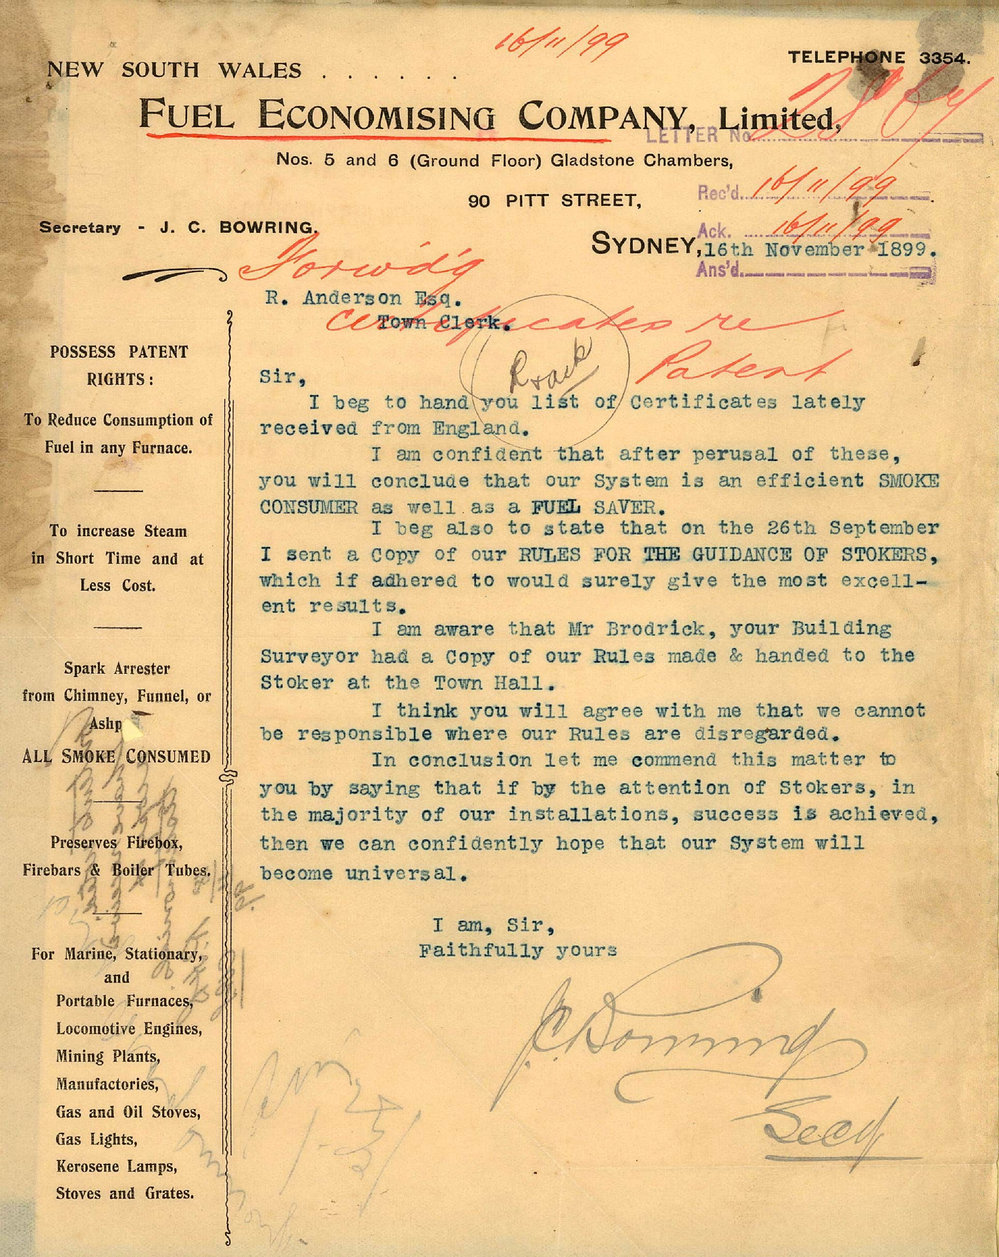 16/11/99
TELEPHONE 3354.
NEW SOUTH WALES . . . . . .
FUEL ECONOMISING COMPANY, Limited,
LETTER No.
Nos. 5 and 6 (Ground Floor) Gladstone Chambers,
Rec'd. 16/11/99
90 PITT STREET,
Secretary - J. C. BOWRING.
Ack. 16/11/99
SYDNEY, 16th November 1899.
Ans'd.
Forwd'g
certificates re
Patent
R. Anderson Esq.
Town Clerk.
Sir,
I beg to hand you list of Certificates lately
received from England.
I am confident that after perusal of these,
you will conclude that our System is an efficient SMOKE
CONSUMER as well as a FUEL SAVER.
I beg also to state that on the 26th September
I sent a Copy of our RULES FOR THE GUIDANCE OF STOKERS,
which if adhered to would surely give the most excell-
ent results.
I am aware that Mr Brodrick, your Building
Surveyor had a Copy of our Rules made & handed to the
Stoker at the Town Hall.
I think you will agree with me that we cannot
be responsible where our Rules are disregarded.
In conclusion let me commend this matter to
you by saying that if by the attention of Stokers, in
the majority of our installations, success is achieved,
then we can confidently hope that our System will
become universal.
I am, Sir,
Faithfully yours
J. C. Bowring
Secy
POSSESS PATENT
RIGHTS:
To Reduce Consumption of
Fuel in any Furnace.
To increase Steam
in Short Time and at
Less Cost.
Spark Arrester
from Chimney, Funnel, or
Ashp
ALL SMOKE CONSUMED
Preserves Firebox,
Firebars & Boiler Tubes.
For Marine, Stationary,
and
Portable Furnaces,
Locomotive Engines,
Mining Plants,
Manufactories,
Gas and Oil Stoves,
Gas Lights,
Kerosene Lamps,
Stoves and Grates.